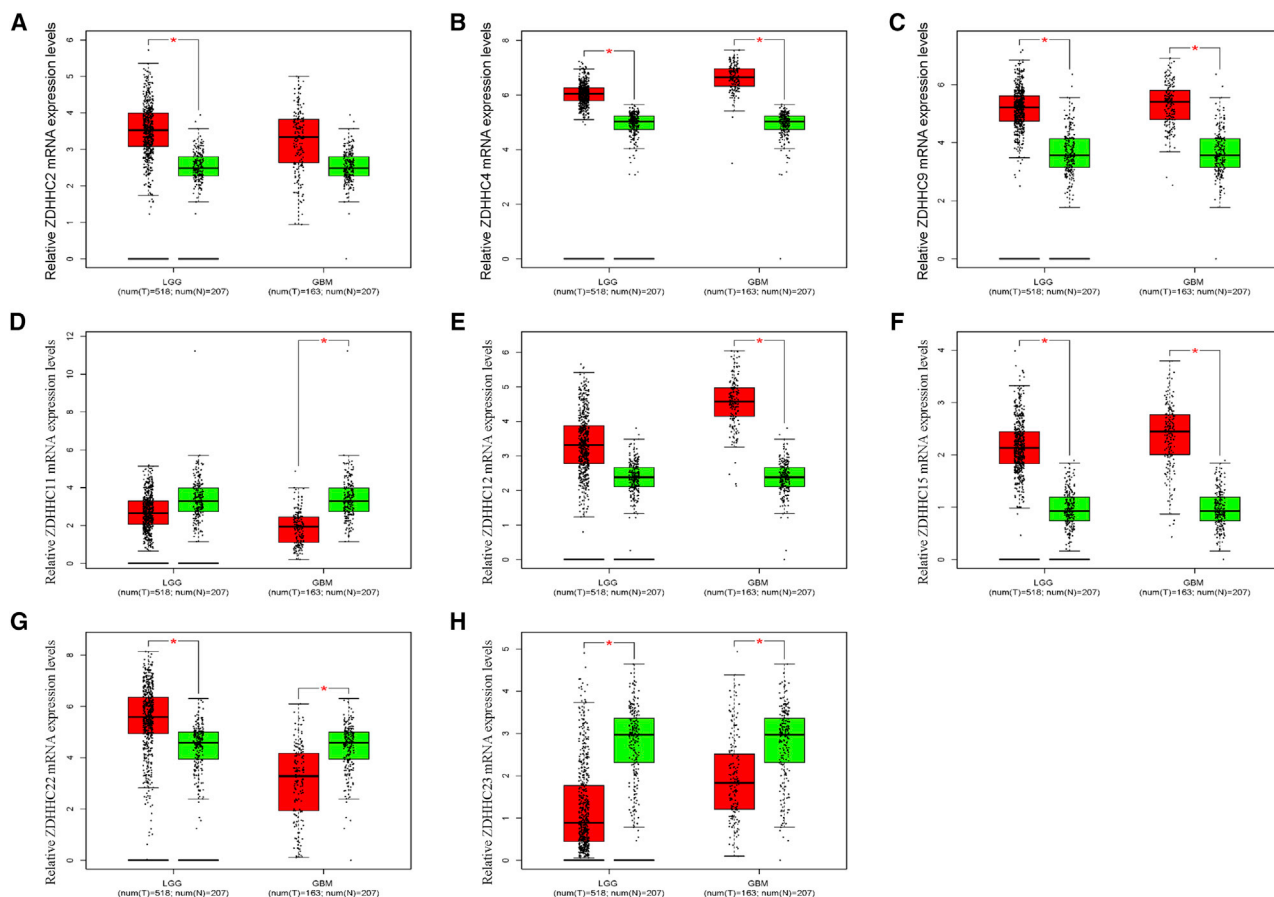 A
Relative ZDHHC2 mRNA expression levels
6
5
4
3
2
1
0
*
LGG
(num(T)=518; num(N)=207)
GBM
(num(T)=163; num(N)=207)
B
Relative ZDHHC4 mRNA expression levels
8
6
4
2
0
*
*
LGG
(num(T)=518; num(N)=207)
GBM
(num(T)=163; num(N)=207)
C
Relative ZDHHC9 mRNA expression levels
6
4
2
0
*
*
LGG
(num(T)=518; num(N)=207)
GBM
(num(T)=163; num(N)=207)
D
Relative ZDHHC11 mRNA expression levels
12
10
8
6
4
2
0
*
LGG
(num(T)=518; num(N)=207)
GBM
(num(T)=163; num(N)=207)
E
Relative ZDHHC12 mRNA expression levels
6
5
4
3
2
1
0
*
LGG
(num(T)=518; num(N)=207)
GBM
(num(T)=163; num(N)=207)
F
Relative ZDHHC15 mRNA expression levels
4
3
2
1
0
*
*
LGG
(num(T)=518; num(N)=207)
GBM
(num(T)=163; num(N)=207)
G
Relative ZDHHC22 mRNA expression levels
8
6
4
2
0
*
*
LGG
(num(T)=518; num(N)=207)
GBM
(num(T)=163; num(N)=207)
H
Relative ZDHHC23 mRNA expression levels
5
4
3
2
1
0
*
*
LGG
(num(T)=518; num(N)=207)
GBM
(num(T)=163; num(N)=207)